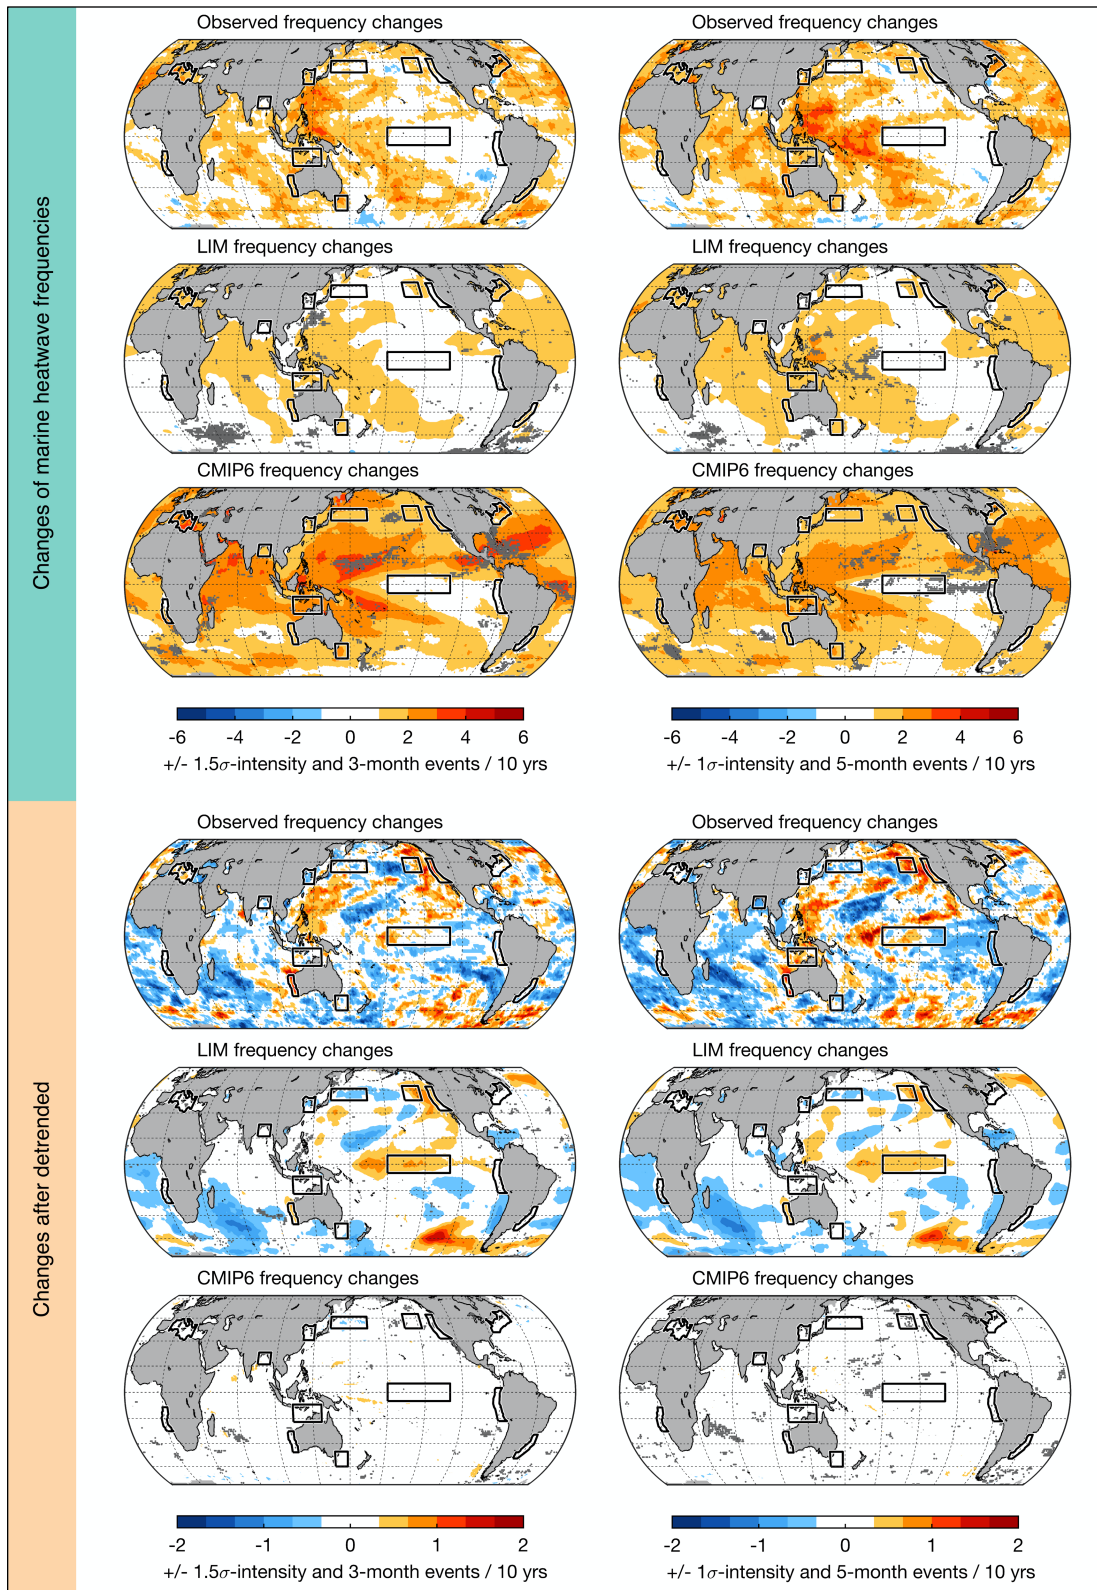 Changes of marine heatwave frequencies
Observed frequency changes
Observed frequency changes
LIM frequency changes
LIM frequency changes
CMIP6 frequency changes
CMIP6 frequency changes
-6 -4 -2 0 2 4 6
-6 -4 -2 0 2 4 6
+/- 1.5σ-intensity and 3-month events / 10 yrs
+/- 1σ-intensity and 5-month events / 10 yrs
Changes after detrended
Observed frequency changes
Observed frequency changes
LIM frequency changes
LIM frequency changes
CMIP6 frequency changes
CMIP6 frequency changes
-2 -1 0 1 2
-2 -1 0 1 2
+/- 1.5σ-intensity and 3-month events / 10 yrs
+/- 1σ-intensity and 5-month events / 10 yrs